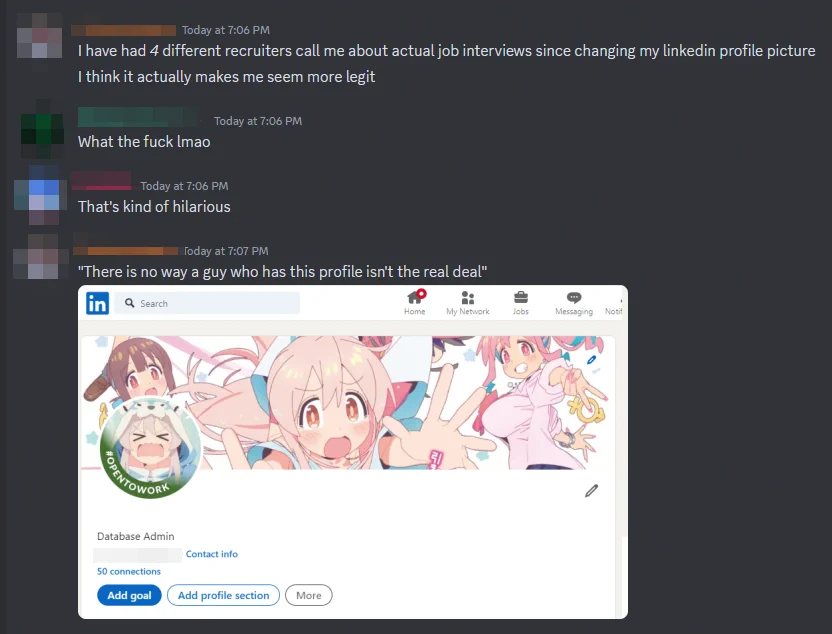 Today at 7:06 PM
I have had 4 different recruiters call me about actual job interviews since changing my linkedin profile picture
I think it actually makes me seem more legit
Today at 7:06 PM
What the fuck lmao
Today at 7:06 PM
That's kind of hilarious
Today at 7:07 PM
"There is no way a guy who has this profile isn't the real deal"
in
Search
Home
My Network
Jobs
Messaging
Notif
#OPENTOWORK
Database Admin
Contact info
50 connections
Add goal
Add profile section
More